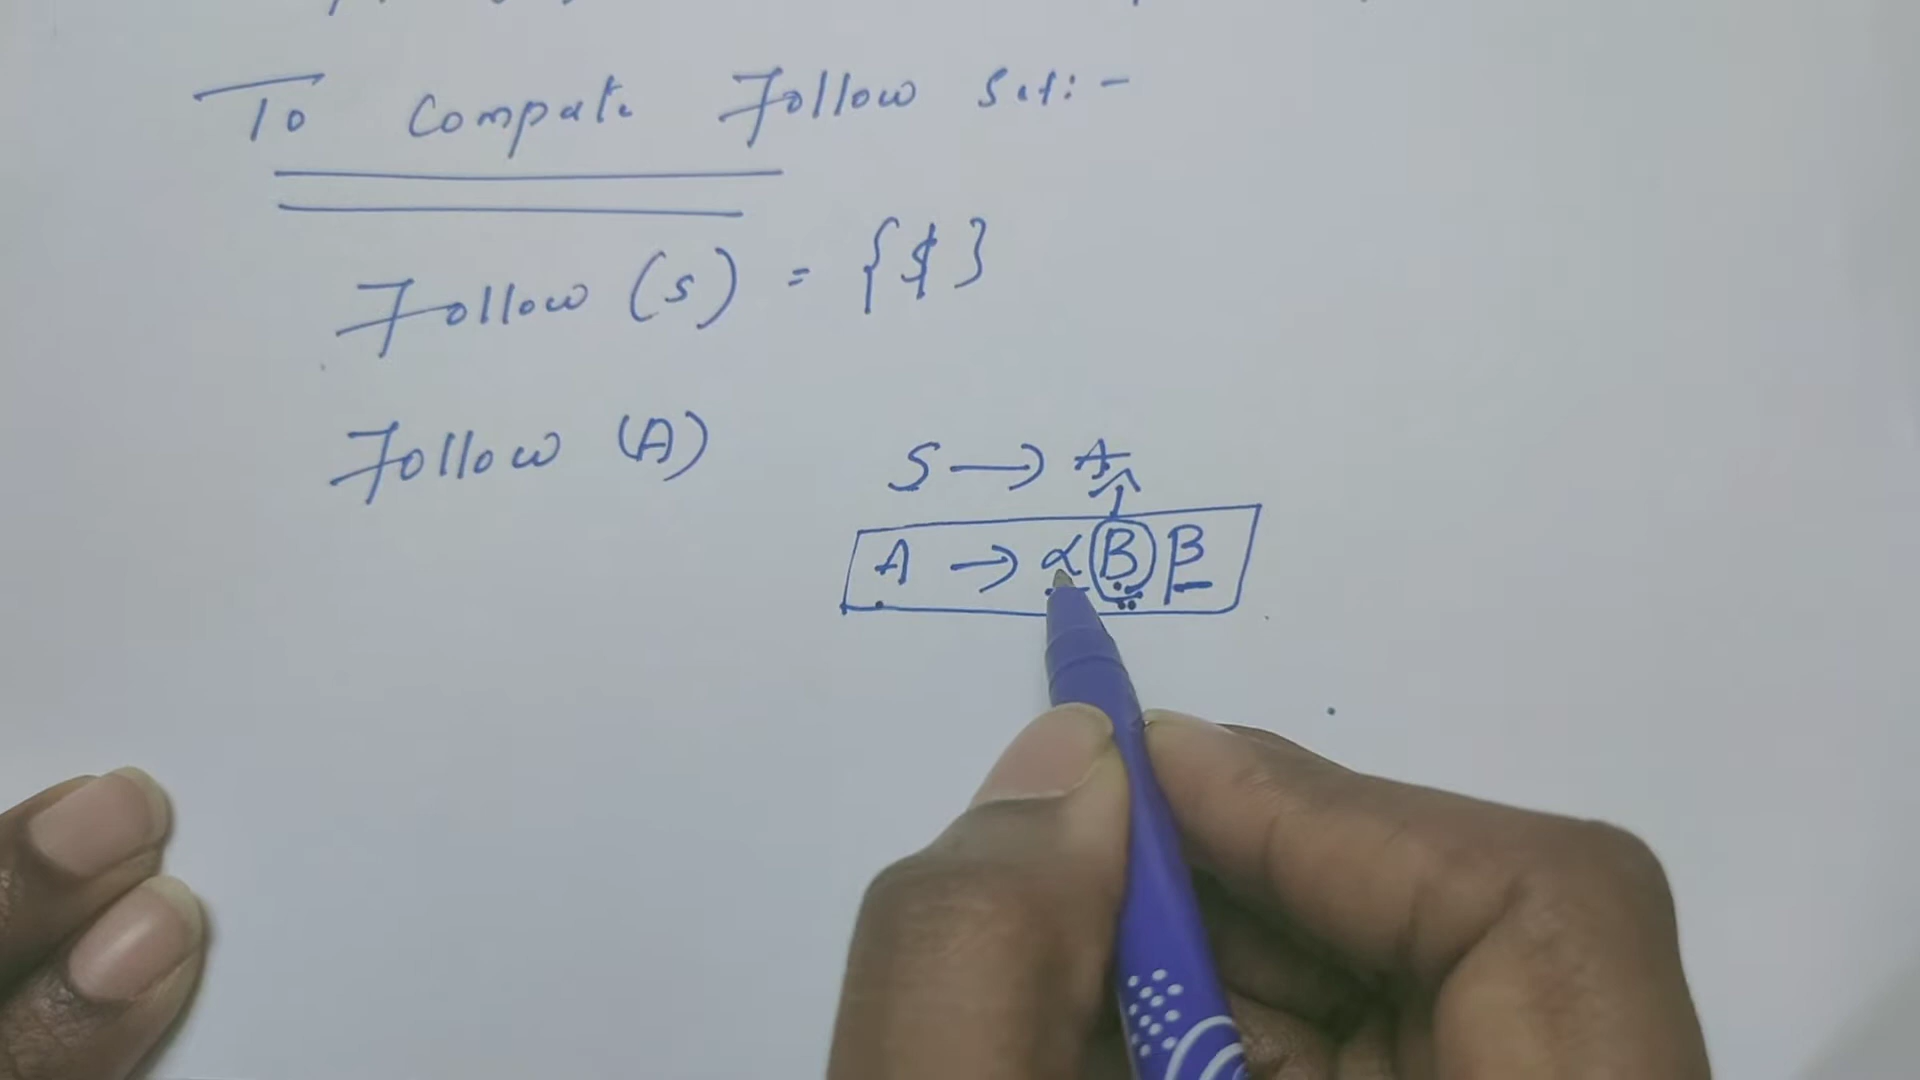 To Compute Follow Set:-
Follow (S) = {$}
Follow (A)
S → A
A → α B β